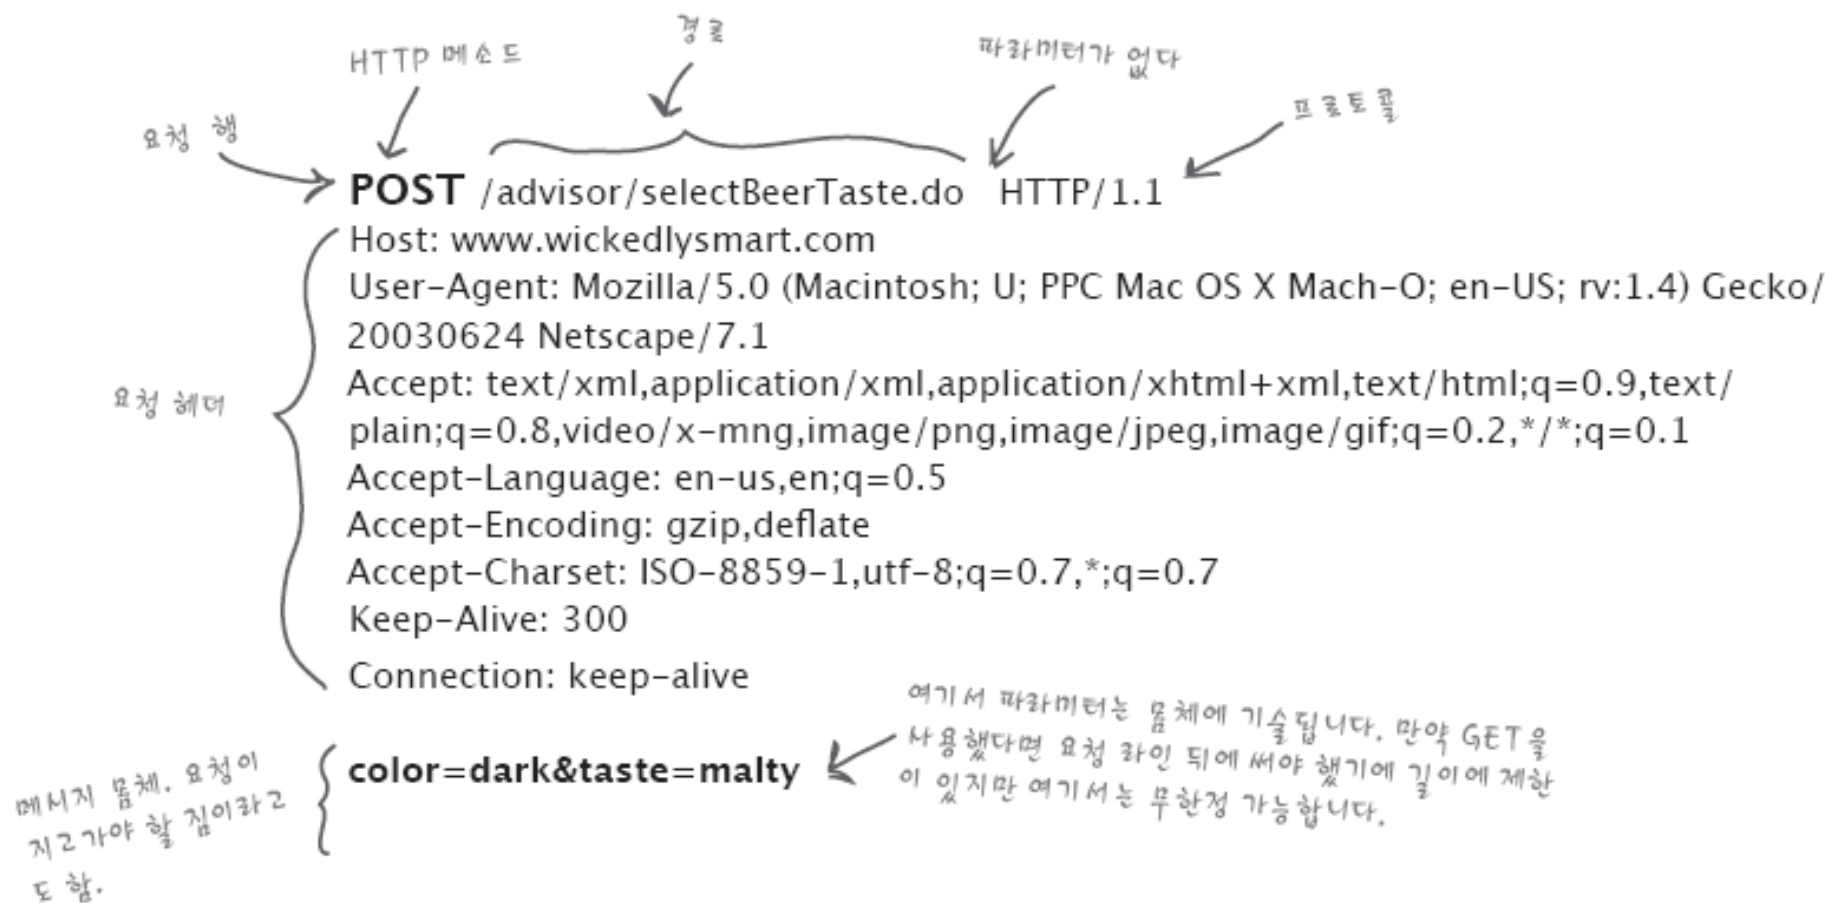 HTTP 메소드
경로
파라미터가 없다
프로토콜
요청 행
POST /advisor/selectBeerTaste.do HTTP/1.1
Host: www.wickedlysmart.com
User-Agent: Mozilla/5.0 (Macintosh; U; PPC Mac OS X Mach-O; en-US; rv:1.4) Gecko/
20030624 Netscape/7.1
요청 헤더
Accept: text/xml,application/xml,application/xhtml+xml,text/html;q=0.9,text/
plain;q=0.8,video/x-mng,image/png,image/jpeg,image/gif;q=0.2,*/*;q=0.1
Accept-Language: en-us,en;q=0.5
Accept-Encoding: gzip,deflate
Accept-Charset: ISO-8859-1,utf-8;q=0.7,*;q=0.7
Keep-Alive: 300
Connection: keep-alive
메시지 몸체. 요청이
지고가야 할 짐이라고
도 함.
color=dark&taste=malty
여기서 파라미터는 몸체에 기술됩니다. 만약 GET을
사용했다면 요청 라인 뒤에 써야 했기에 길이에 제한
이 있지만 여기서는 무한정 가능합니다.